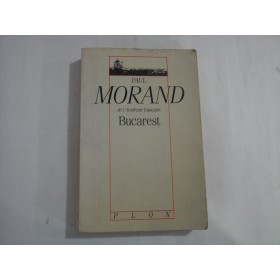 PAUL
MORAND
de l'Académie française
Bucarest
PLON